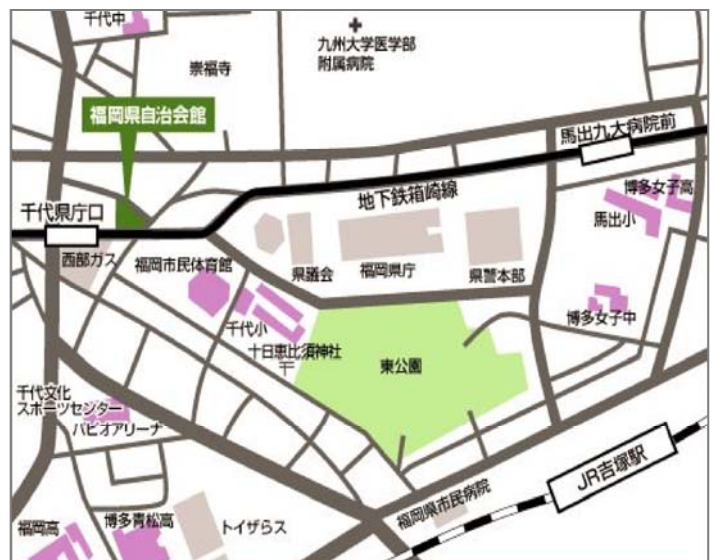 千代中
九州大学医学部
附属病院
崇福寺
福岡県自治会館
馬出九大病院前
地下鉄箱崎線
博多女子高
馬出小
千代県庁口
西部ガス
福岡市民体育館
県議会
福岡県庁
県警本部
千代小
十日恵比須神社
博多女子中
東公園
千代文化
スポーツセンター
パピオアリーナ
JR吉塚駅
福岡県市民病院
福岡高
博多青松高
トイザらス